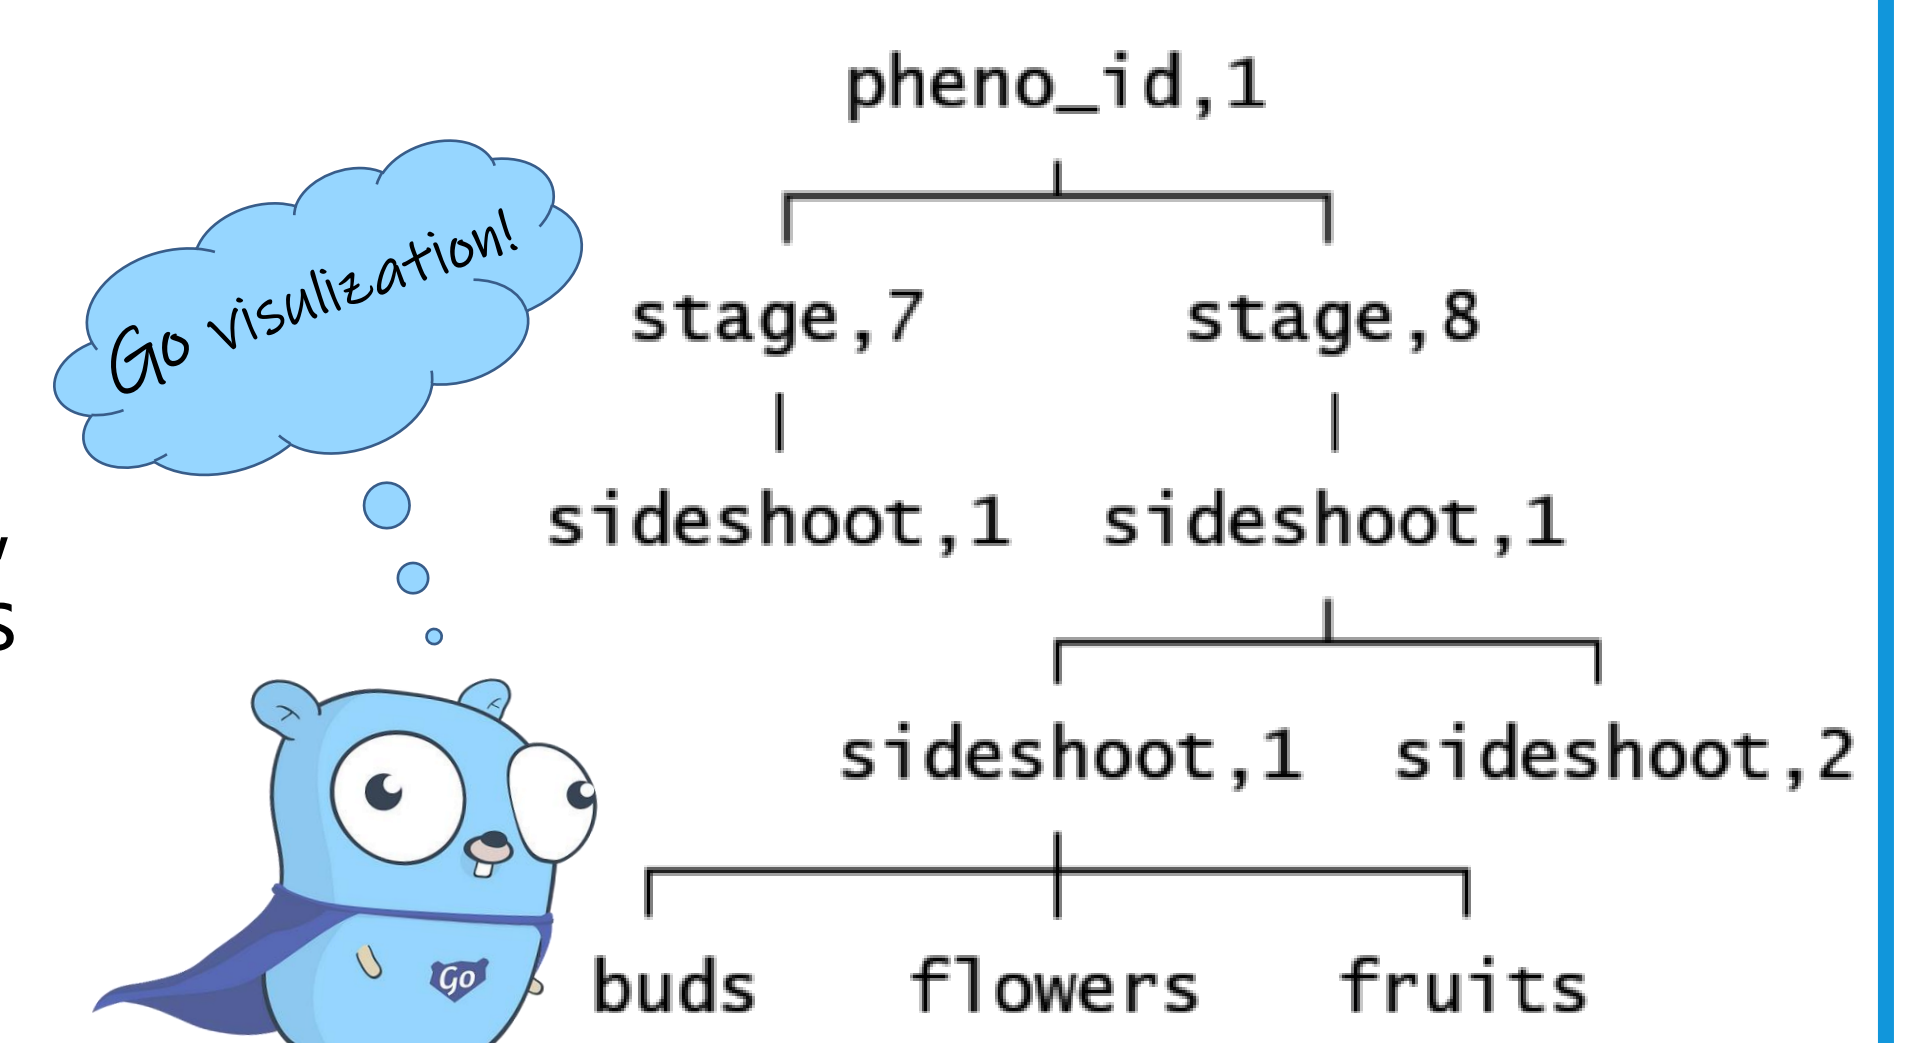 pheno_id,1
Go visulization!
stage,7 stage,8
sideshoot,1 sideshoot,1
sideshoot,1 sideshoot,2
buds flowers fruits
Go